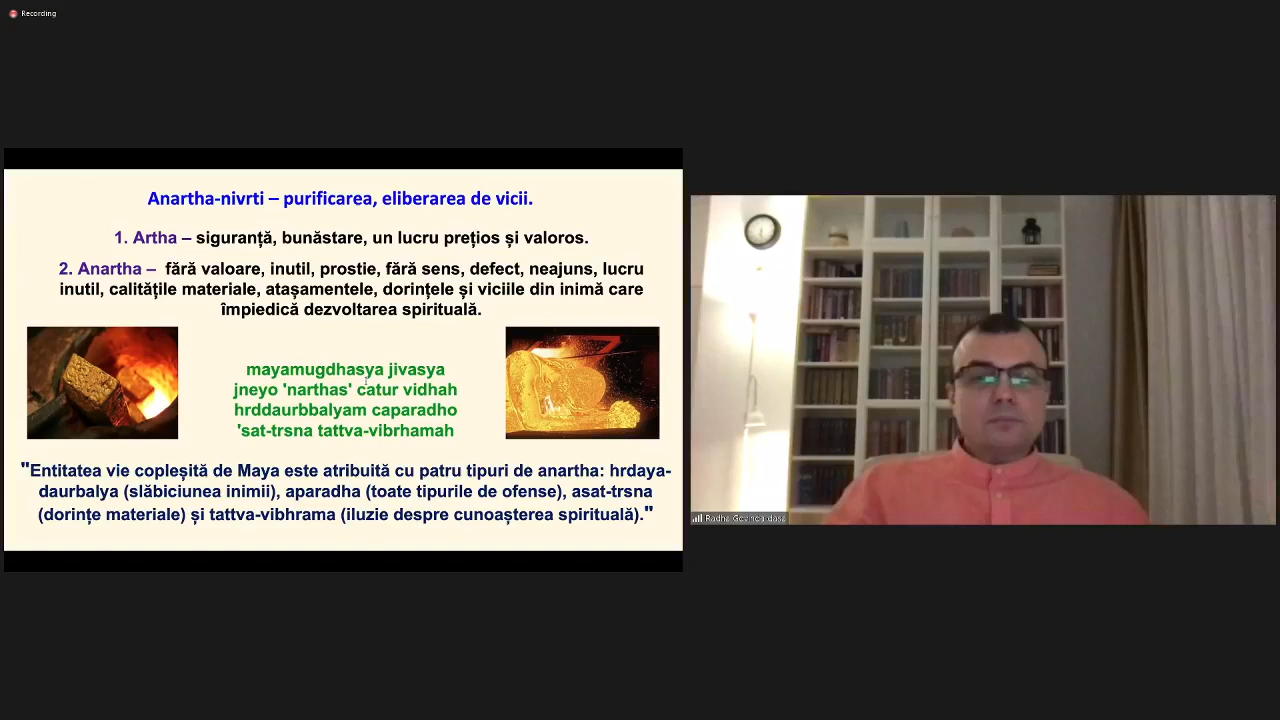 Recording
Anartha-nivrti – purificarea, eliberarea de vicii.
1. Artha – siguranță, bunăstare, un lucru prețios și valoros.
2. Anartha – fără valoare, inutil, prostie, fără sens, defect, neajuns, lucru
inutil, calitățile materiale, atașamentele, dorințele și viciile din inimă care
împiedică dezvoltarea spirituală.
mayamugdhasya jivasya
jneyo 'narthas' catur vidhah
hrddaurbbalyam caparadho
'sat-trsna tattva-vibrhamah
"Entitatea vie copleșită de Maya este atribuită cu patru tipuri de anartha: hrdaya-
daurbalya (slăbiciunea inimii), aparadha (toate tipurile de ofense), asat-trsna
(dorințe materiale) și tattva-vibhrama (iluzie despre cunoașterea spirituală)."
Radha Govinda dasa